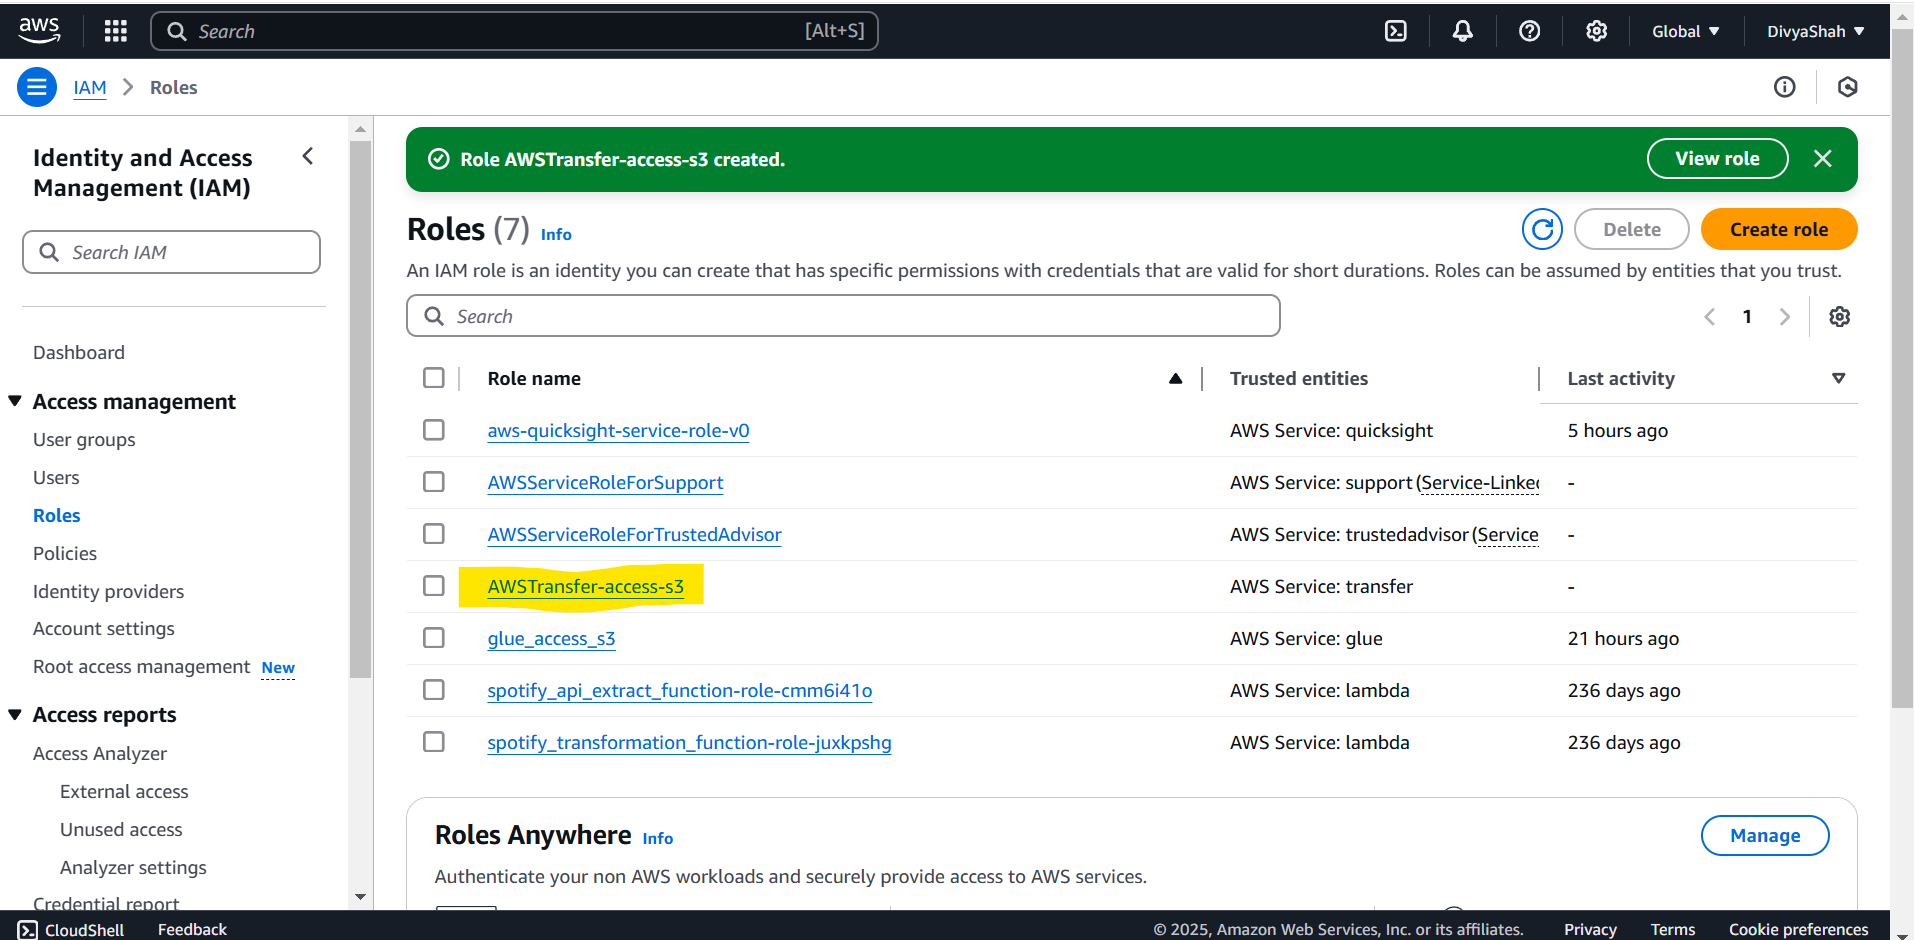 aws
Search
[Alt+S]
Global
DivyaShah
IAM
Roles
Identity and Access
Management (IAM)
Search IAM
Dashboard
Access management
User groups
Users
Roles
Policies
Identity providers
Account settings
Root access management New
Access reports
Access Analyzer
External access
Unused access
Analyzer settings
Credential report
Role AWSTransfer-access-s3 created.
View role
Roles (7) Info
Delete
Create role
An IAM role is an identity you can create that has specific permissions with credentials that are valid for short durations. Roles can be assumed by entities that you trust.
Search
1
Role name Trusted entities Last activity
aws-quicksight-service-role-v0 AWS Service: quicksight 5 hours ago
AWSServiceRoleForSupport AWS Service: support (Service-Linked -
AWSServiceRoleForTrustedAdvisor AWS Service: trustedadvisor (Service -
AWSTransfer-access-s3 AWS Service: transfer -
glue_access_s3 AWS Service: glue 21 hours ago
spotify_api_extract_function-role-cmm6i41o AWS Service: lambda 236 days ago
spotify_transformation_function-role-juxkpshg AWS Service: lambda 236 days ago
Roles Anywhere Info
Manage
Authenticate your non AWS workloads and securely provide access to AWS services.
CloudShell
Feedback
© 2025, Amazon Web Services, Inc. or its affiliates.
Privacy
Terms
Cookie preferences